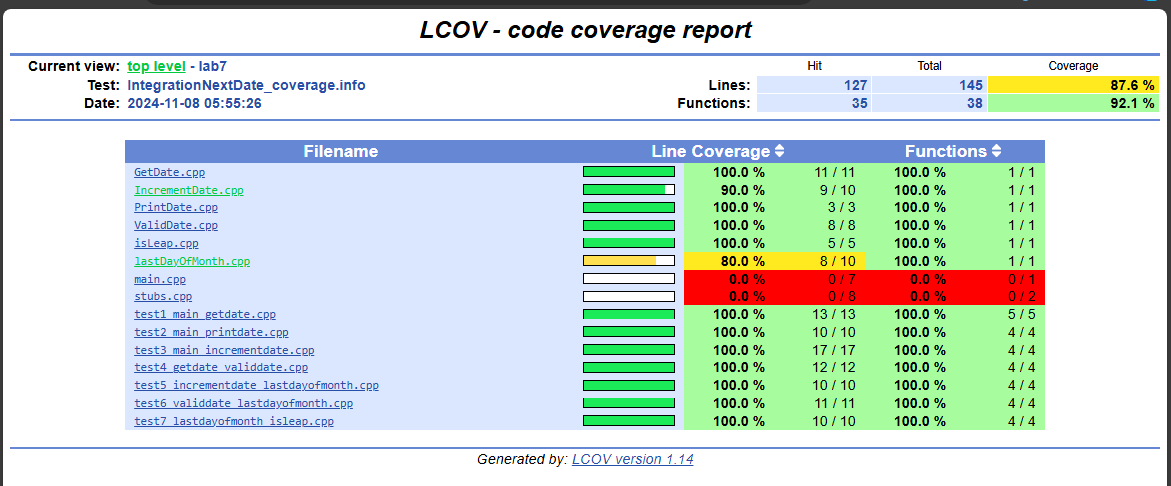 LCOV - code coverage report
Current view: top level - lab7
Hit Total Coverage
Test: IntegrationNextDate_coverage.info Lines: 127 145 87.6 %
Date: 2024-11-08 05:55:26 Functions: 35 38 92.1 %
Filename Line Coverage Functions
GetDate.cpp 100.0 % 11 / 11 100.0 % 1 / 1
IncrementDate.cpp 90.0 % 9 / 10 100.0 % 1 / 1
PrintDate.cpp 100.0 % 3 / 3 100.0 % 1 / 1
ValidDate.cpp 100.0 % 8 / 8 100.0 % 1 / 1
isLeap.cpp 100.0 % 5 / 5 100.0 % 1 / 1
lastDayOfMonth.cpp 80.0 % 8 / 10 100.0 % 1 / 1
main.cpp 0.0 % 0 / 7 0.0 % 0 / 1
stubs.cpp 0.0 % 0 / 8 0.0 % 0 / 2
test1_main_getdate.cpp 100.0 % 13 / 13 100.0 % 5 / 5
test2_main_printdate.cpp 100.0 % 10 / 10 100.0 % 4 / 4
test3_main_incrementdate.cpp 100.0 % 17 / 17 100.0 % 4 / 4
test4_getdate_validdate.cpp 100.0 % 12 / 12 100.0 % 4 / 4
test5_incrementdate_lastdayofmonth.cpp 100.0 % 10 / 10 100.0 % 4 / 4
test6_validdate_lastdayofmonth.cpp 100.0 % 11 / 11 100.0 % 4 / 4
test7_lastdayofmonth_isleap.cpp 100.0 % 10 / 10 100.0 % 4 / 4
Generated by: LCOV version 1.14